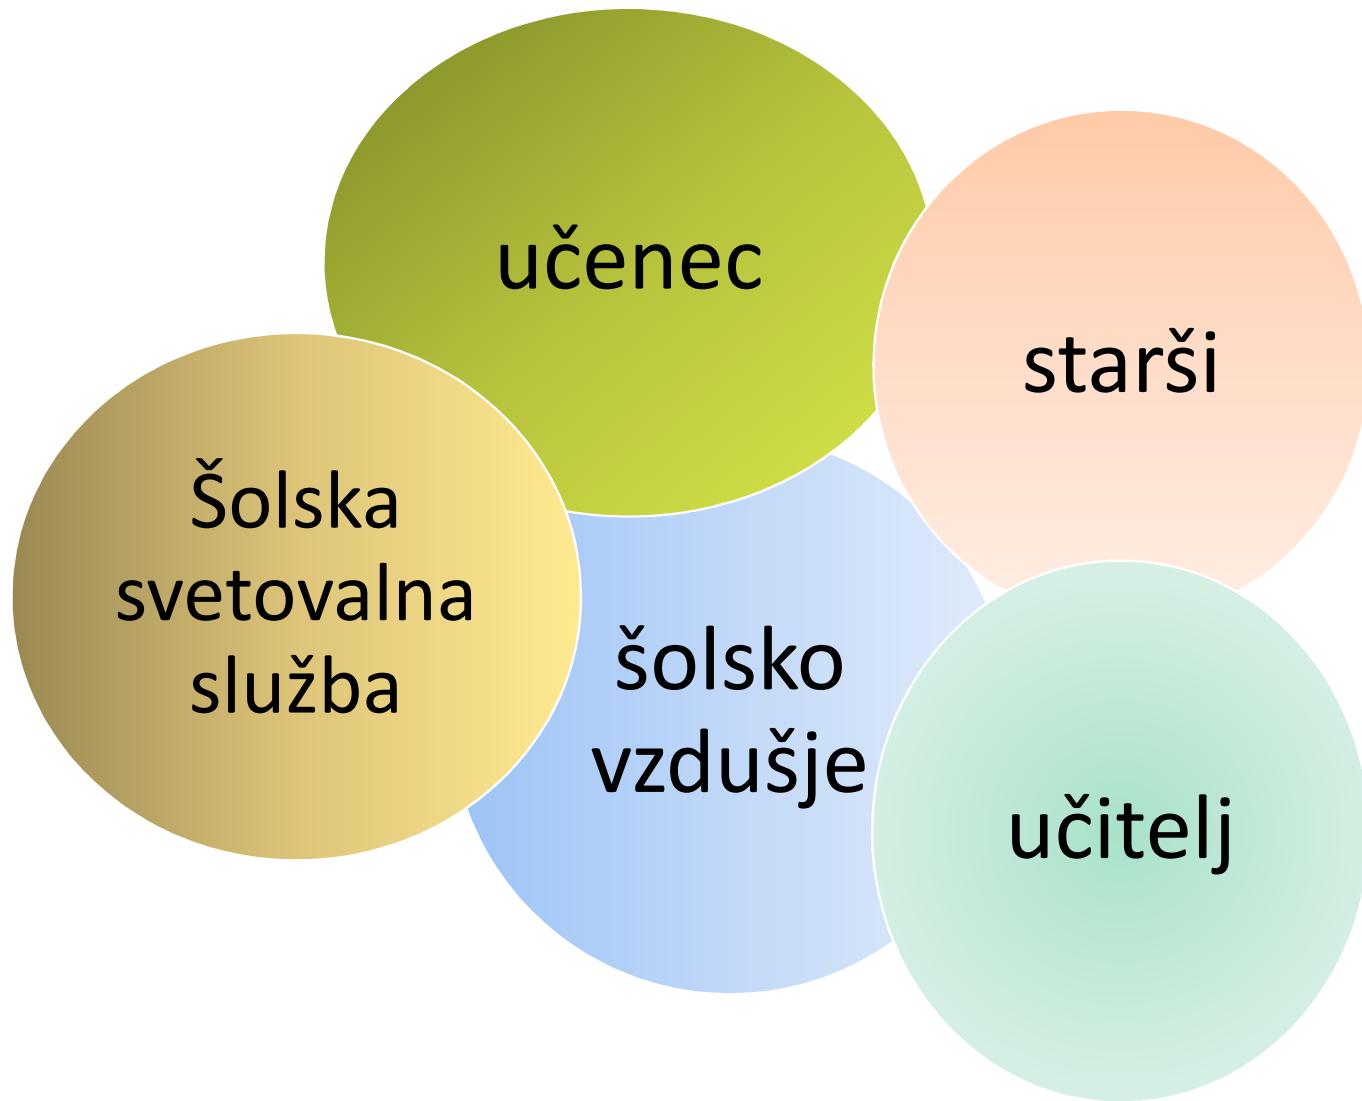 učenec
starši
Šolska
svetovalna
služba
šolsko
vzdušje
učitelj